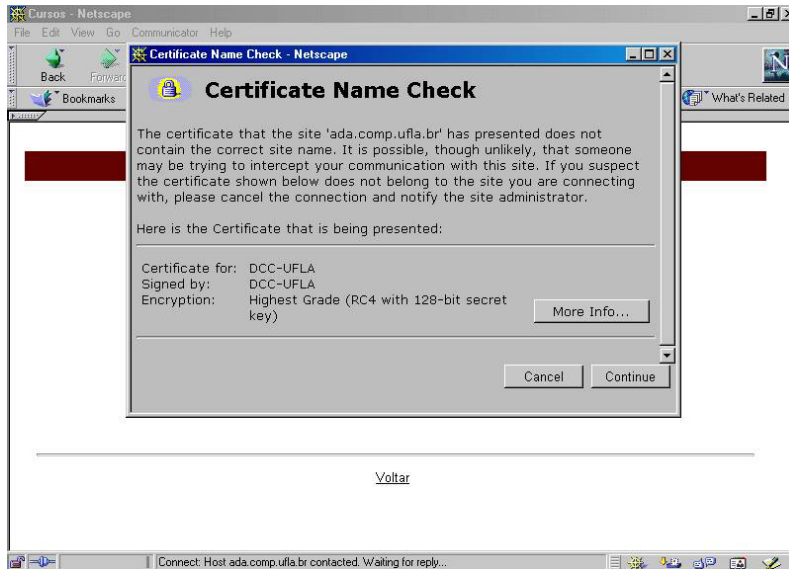 Cursos - Netscape
File Edit View Go Communicator Help
Certificate Name Check - Netscape
Back Forward
Bookmarks
What's Related
Certificate Name Check
The certificate that the site 'ada.comp.ufla.br' has presented does not
contain the correct site name. It is possible, though unlikely, that someone
may be trying to intercept your communication with this site. If you suspect
the certificate shown below does not belong to the site you are connecting
with, please cancel the connection and notify the site administrator.
Here is the Certificate that is being presented:
Certificate for: DCC-UFLA
Signed by: DCC-UFLA
Encryption: Highest Grade (RC4 with 128-bit secret
key)
More Info...
Cancel Continue
Voltar
Connect: Host ada.comp.ufla.br contacted. Waiting for reply...